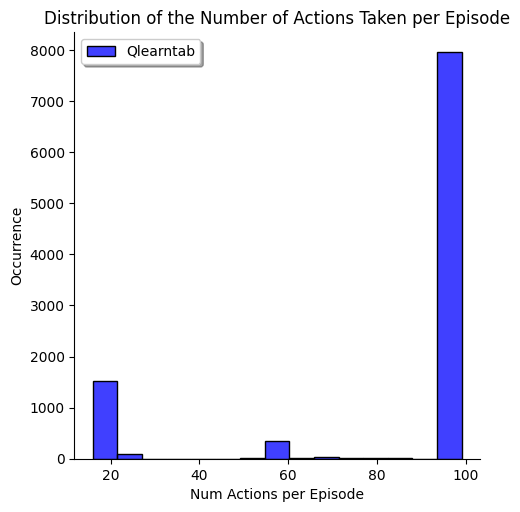 Distribution of the Number of Actions Taken per Episode
Qlearntab
8000
7000
6000
5000
4000
3000
2000
1000
0
Occurrence
20 40 60 80 100
Num Actions per Episode